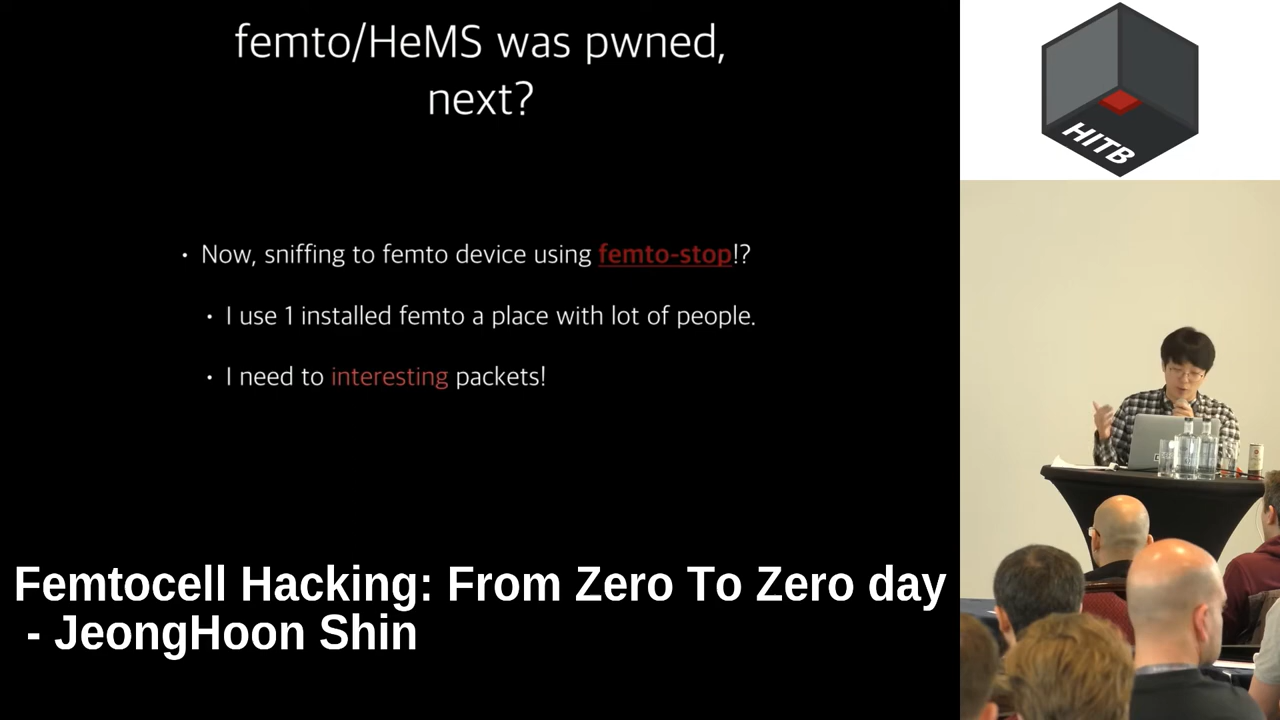 femto/HeMS was pwned,
next?
• Now, sniffing to femto device using femto-stop!?
• I use 1 installed femto a place with lot of people.
• I need to interesting packets!
Femtocell Hacking: From Zero To Zero day
- JeongHoon Shin
HITB